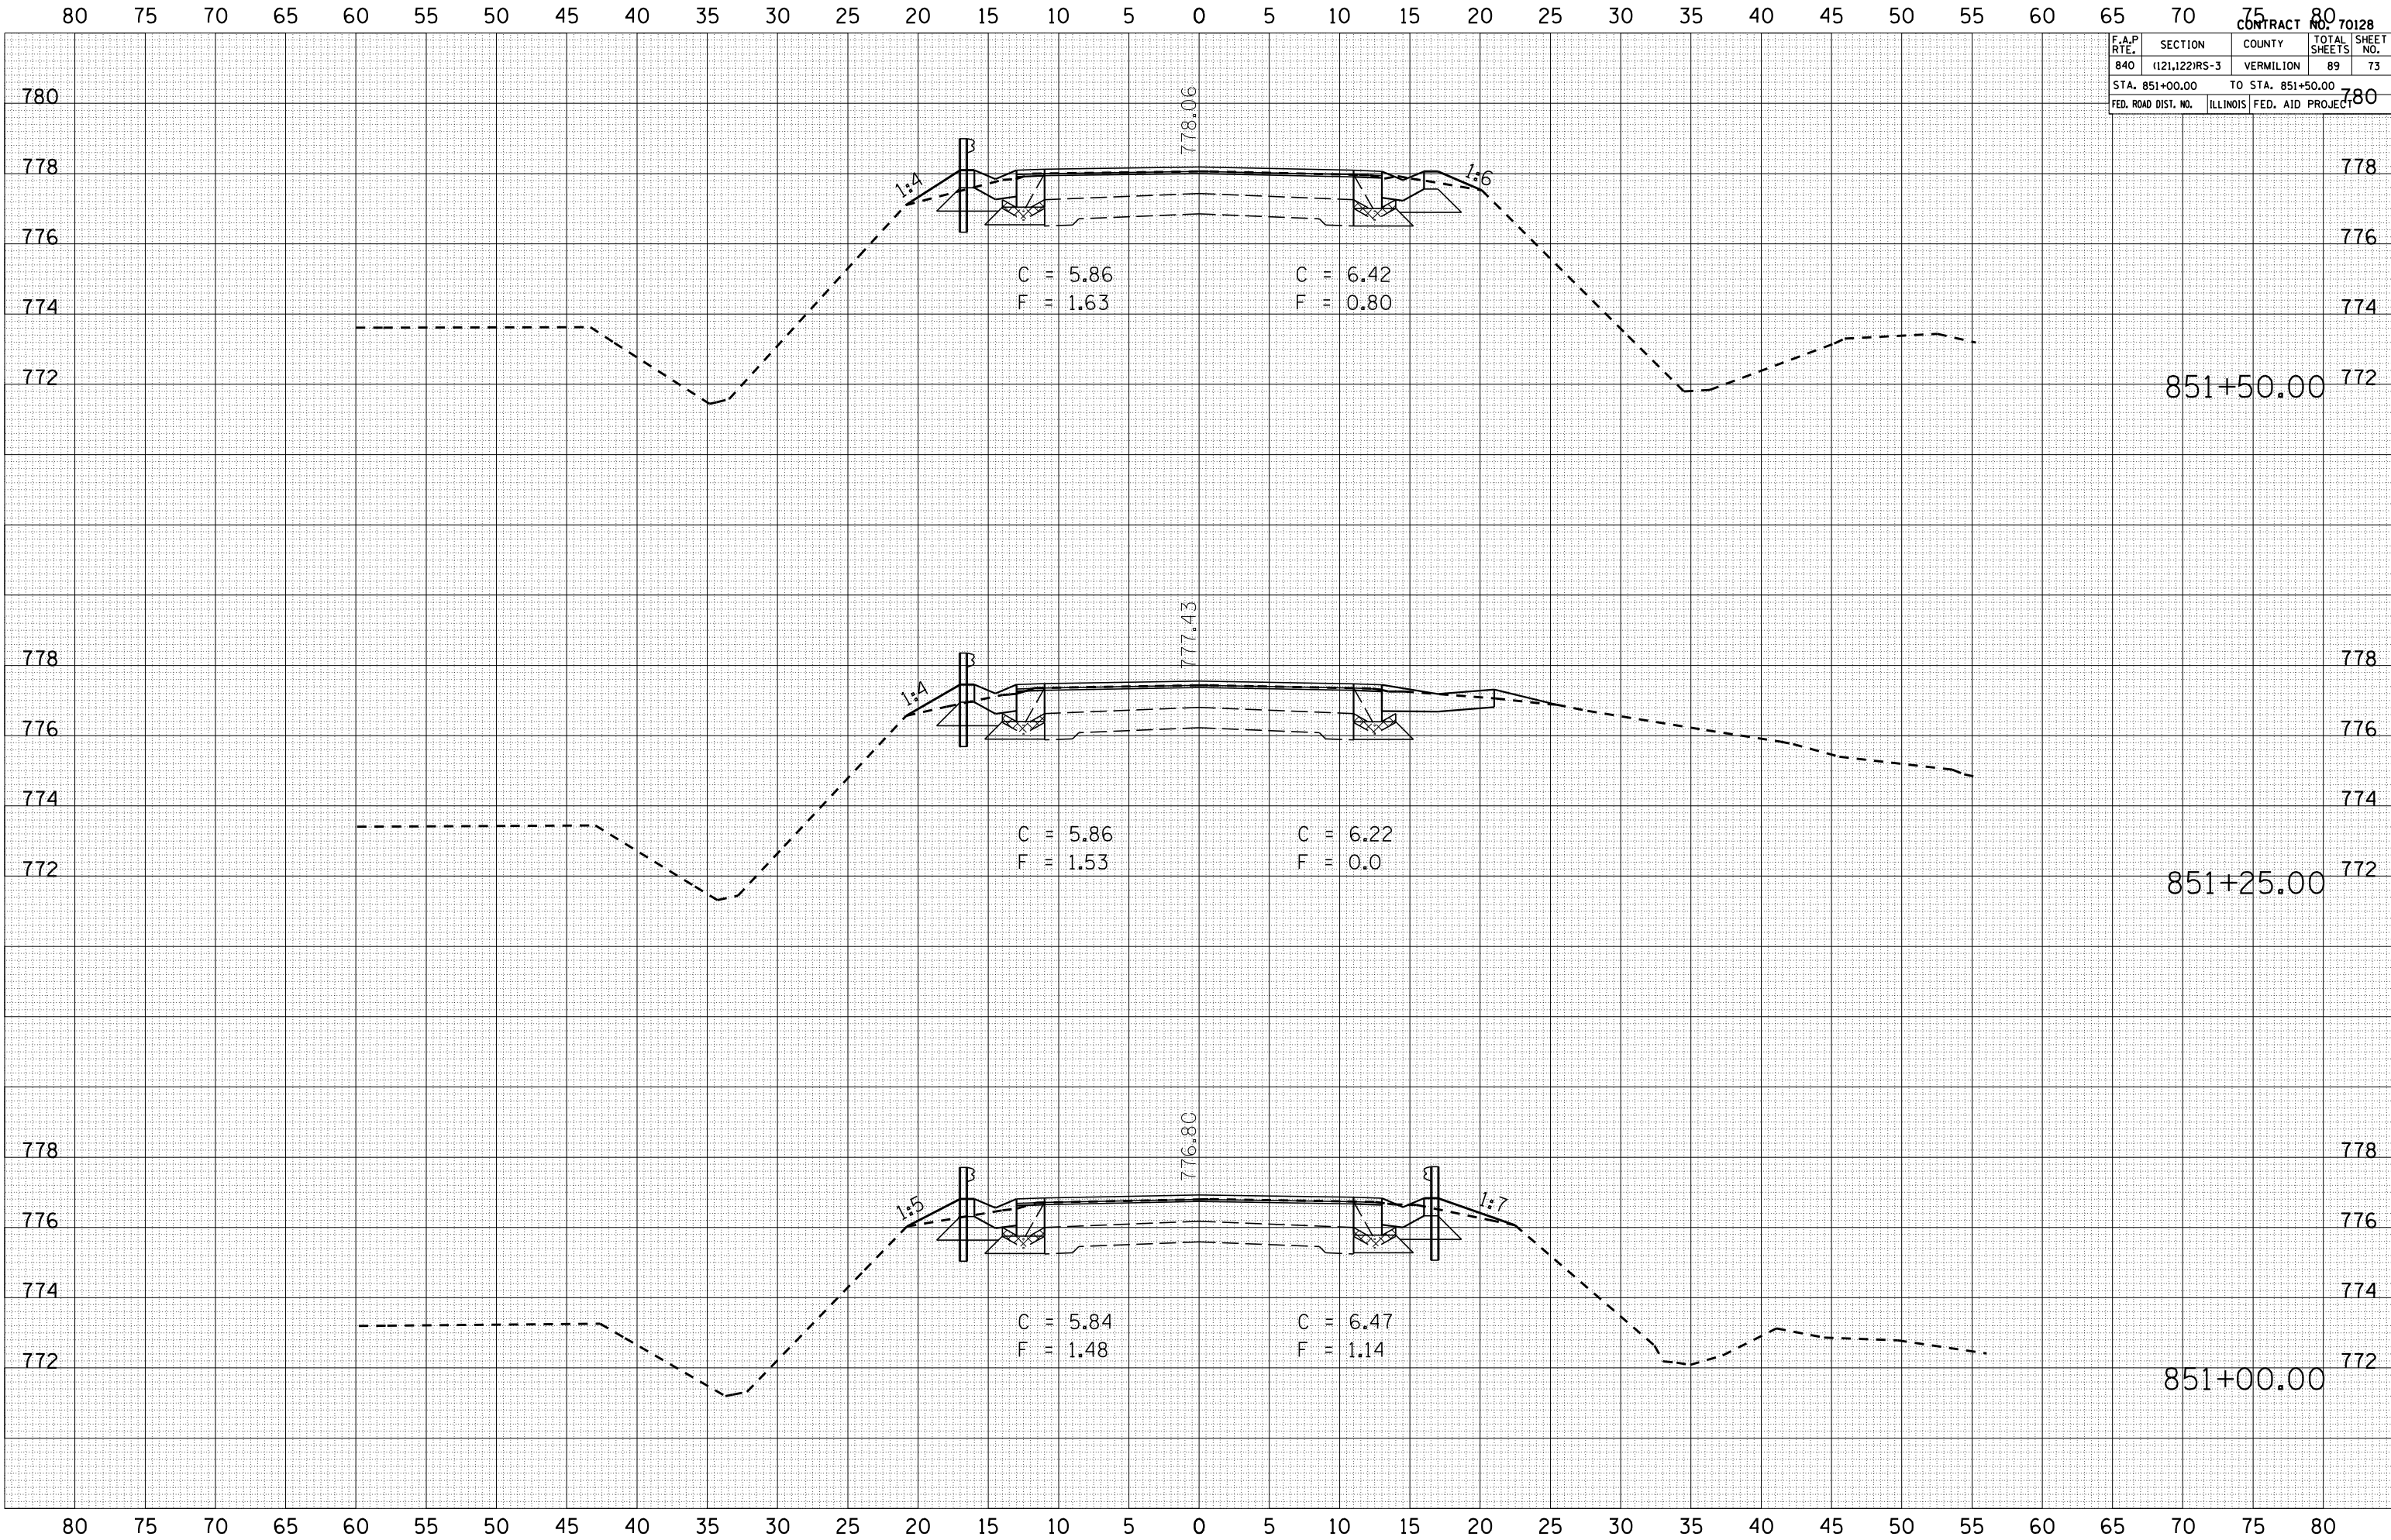 80 75 70 65 60 55 50 45 40 35 30 25 20 15 10 5 0 5 10 15 20 25 30 35 40 45 50 55 60 65 70 75 80
CONTRACT NO. 70128
F.A.P RTE. SECTION COUNTY TOTAL SHEETS SHEET NO.
840 (121,122)RS-3 VERMILION 89 73
STA. 851+00.00 TO STA. 851+50.00
FED. ROAD DIST. NO. ILLINOIS FED. AID PROJECT
780 780
778.06
778 1:4 1:6 778
776 776
C = 5.86 C = 6.42
F = 1.63 F = 0.80
774 774
772 772
851+50.00
777.43
778 778
1:4
776 776
774 774
C = 5.86 C = 6.22
F = 1.53 F = 0.0
772 772
851+25.00
776.80
778 778
1:5 1:7
776 776
774 774
C = 5.84 C = 6.47
F = 1.48 F = 1.14
772 772
851+00.00
80 75 70 65 60 55 50 45 40 35 30 25 20 15 10 5 0 5 10 15 20 25 30 35 40 45 50 55 60 65 70 75 80